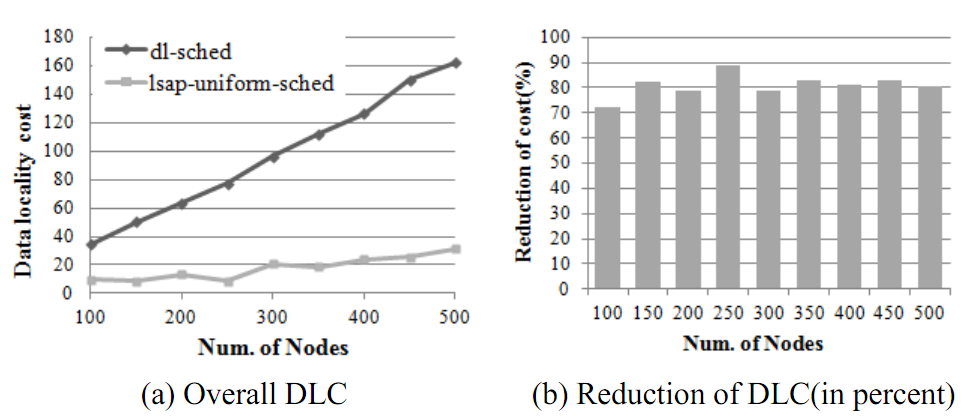 180
160
140
120
100
80
60
40
20
0
Data locality cost
dl-sched
lsap-uniform-sched
100 200 300 400 500
Num. of Nodes
(a) Overall DLC
100
90
80
70
60
50
40
30
20
10
0
Reduction of cost(%)
100 150 200 250 300 350 400 450 500
Num. of Nodes
(b) Reduction of DLC(in percent)